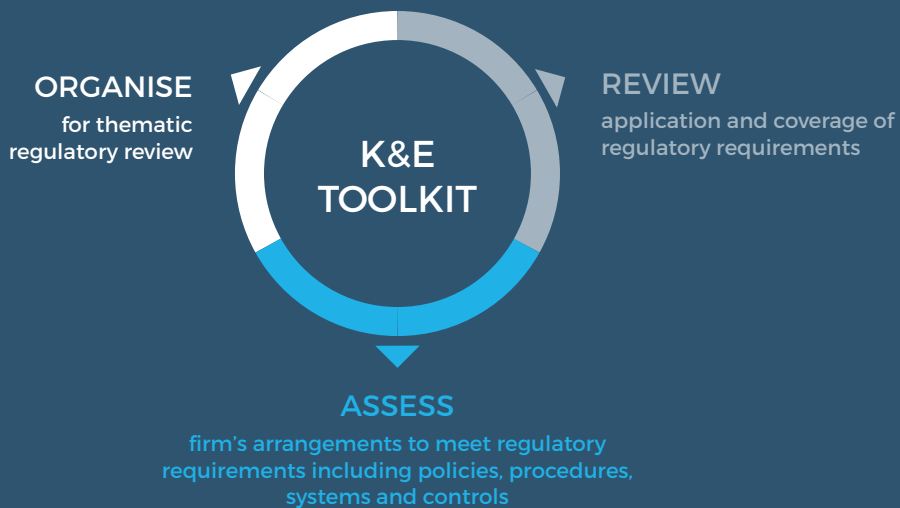 ORGANISE
for thematic
regulatory review
K&E
TOOLKIT
REVIEW
application and coverage of
regulatory requirements
ASSESS
firm's arrangements to meet regulatory
requirements including policies, procedures,
systems and controls